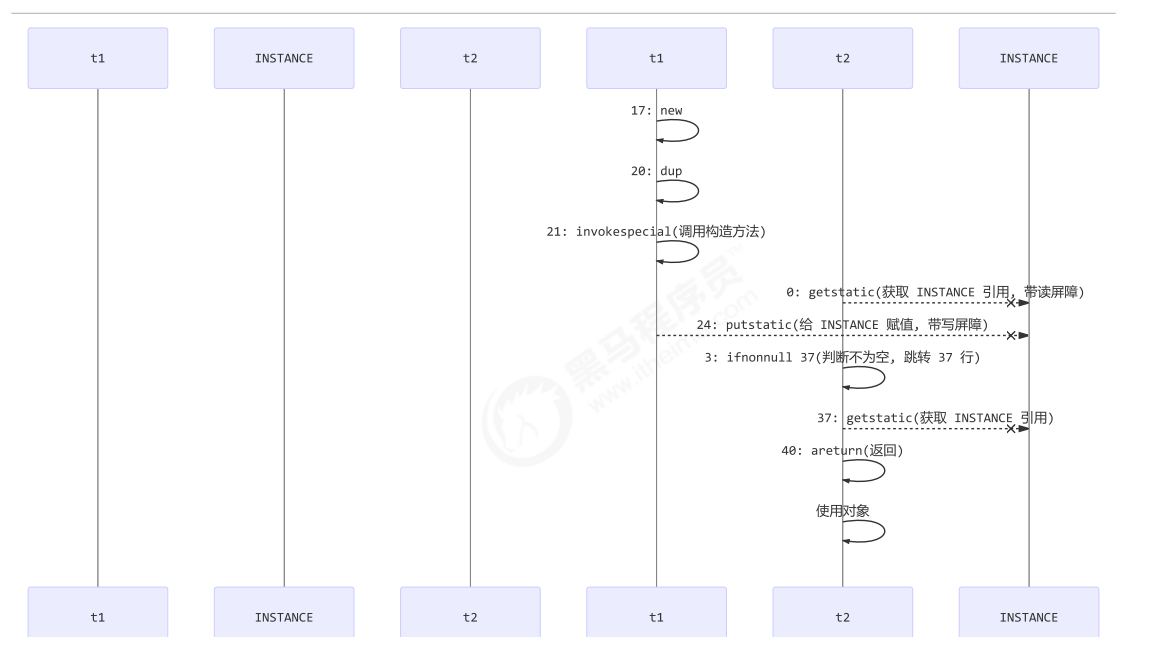 t1 INSTANCE t2 t1 t2 INSTANCE
17: new
20: dup
21: invokespecial(调用构造方法)
0: getstatic(获取 INSTANCE 引用, 带读屏障)
24: putstatic(给 INSTANCE 赋值, 带写屏障)
3: ifnonnull 37(判断不为空, 跳转 37 行)
37: getstatic(获取 INSTANCE 引用)
40: areturn(返回)
使用对象
t1 INSTANCE t2 t1 t2 INSTANCE
黑马程序员™
www.itheima.com